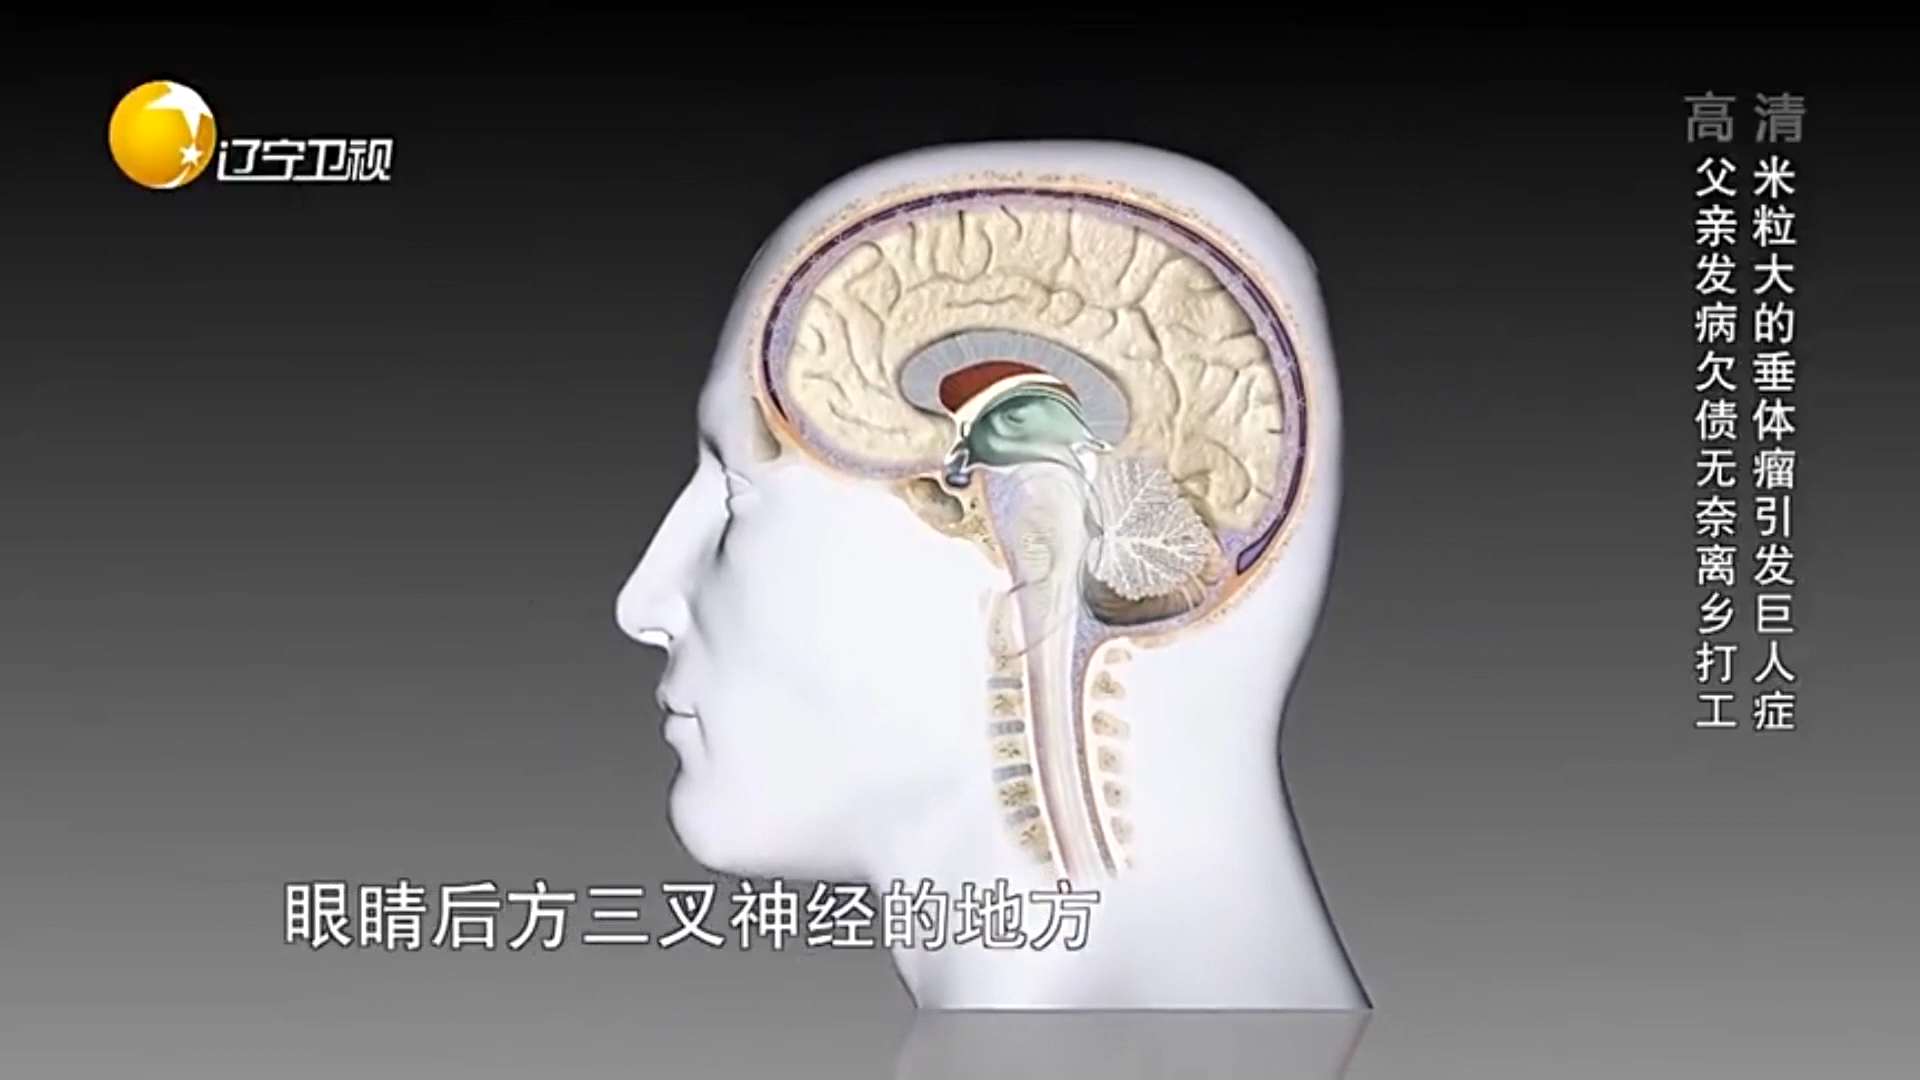 辽宁卫视
高清
米粒大的垂体瘤引发巨人症
父亲发病欠债无奈离乡打工
眼睛后方三叉神经的地方